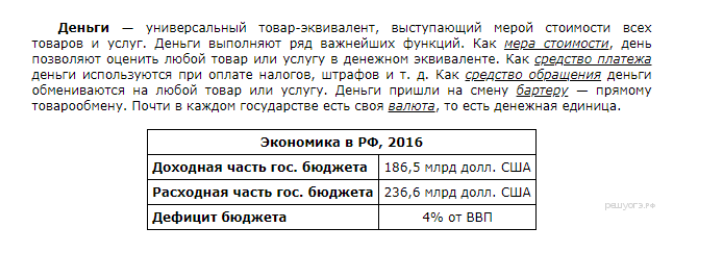 Деньги — универсальный товар-эквивалент, выступающий мерой стоимости всех
товаров и услуг. Деньги выполняют ряд важнейших функций. Как мера стоимости, день
позволяют оценить любой товар или услугу в денежном эквиваленте. Как средство платежа
деньги используются при оплате налогов, штрафов и т. д. Как средство обращения деньги
обмениваются на любой товар или услугу. Деньги пришли на смену бартеру — прямому
товарообмену. Почти в каждом государстве есть своя валюта, то есть денежная единица.
Экономика в РФ, 2016
Доходная часть гос. бюджета 186,5 млрд долл. США
Расходная часть гос. бюджета 236,6 млрд долл. США
Дефицит бюджета 4% от ВВП
решуогэ.рф